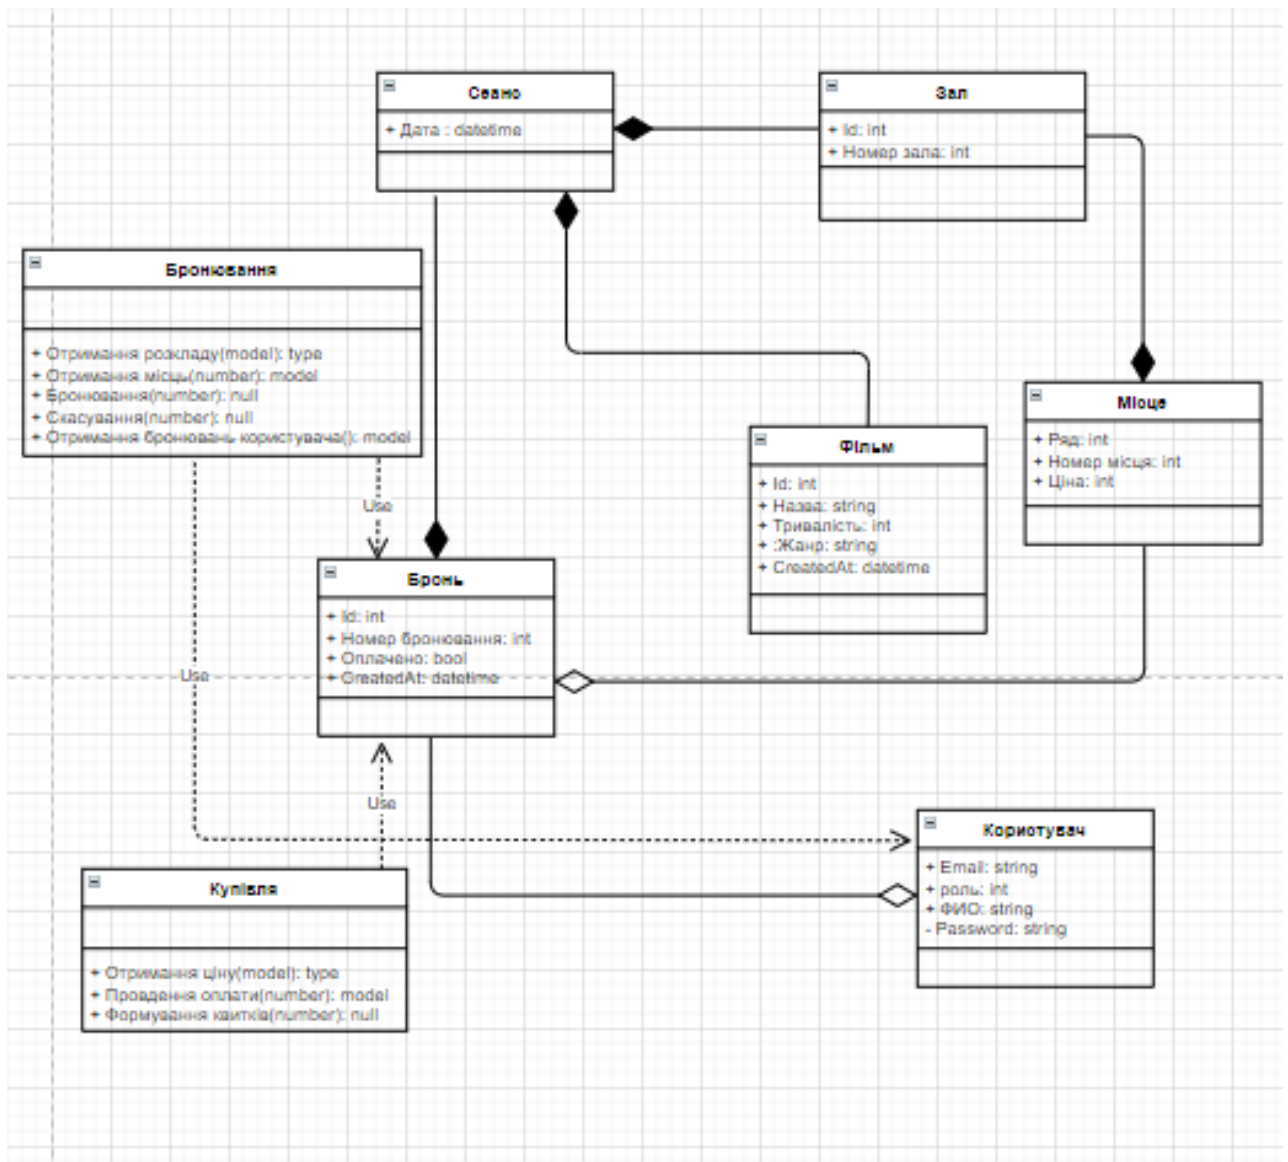 Сеанс
+ Дата : datetime
Зал
+ Id: int
+ Номер зала: int
Бронювання
+ Отримання розкладу(model): type
+ Отримання місць(number): model
+ Бронювання(number): null
+ Скасування(number): null
+ Отримання бронювань користувача(): model
Use
Use
Місце
+ Ряд: int
+ Номер місця: int
+ Ціна: int
Фільм
+ Id: int
+ Назва: string
+ Тривалість: int
+ :Жанр: string
+ CreatedAt: datetime
Бронь
+ Id: int
+ Номер бронювання: int
+ Оплачено: bool
+ CreatedAt: datetime
Use
Користувач
+ Email: string
+ роль: int
+ ФИО: string
- Password: string
Купівля
+ Отримання ціну(model): type
+ Провдення оплати(number): model
+ Формування квитків(number): null